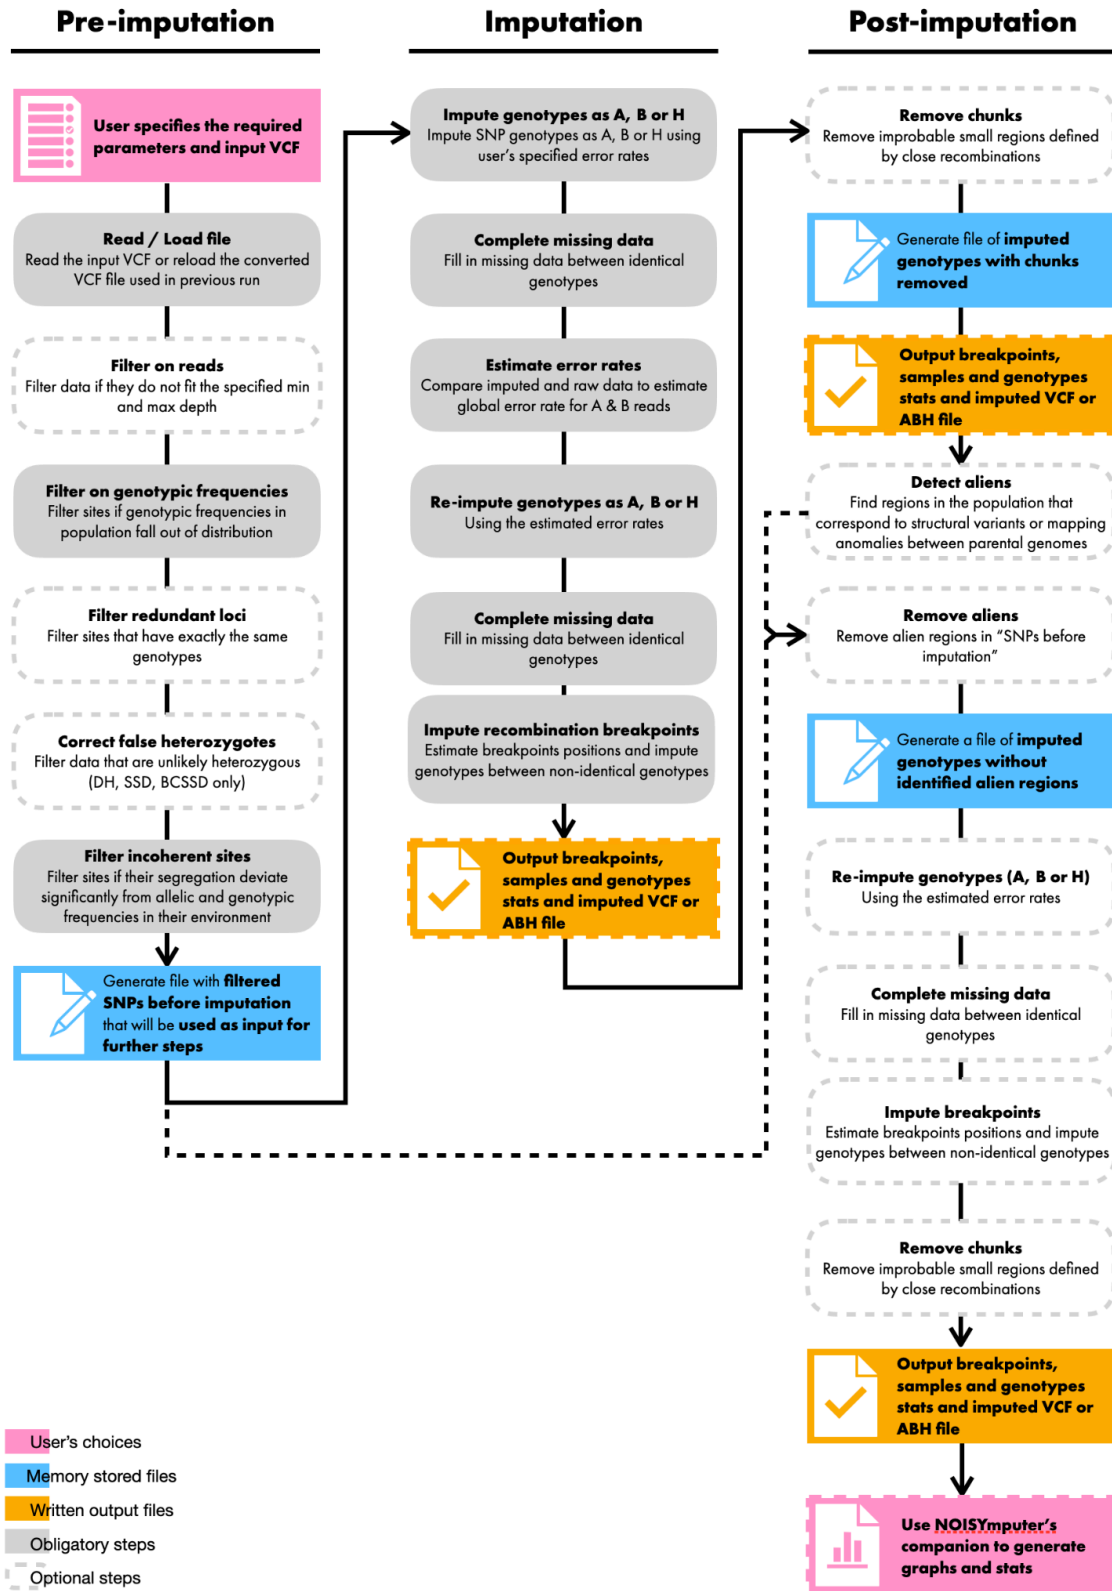 Pre-imputation
User specifies the required
parameters and input VCF
Read / Load file
Read the input VCF or reload the converted
VCF file used in previous run
Filter on reads
Filter data if they do not fit the specified min
and max depth
Filter on genotypic frequencies
Filter sites if genotypic frequencies in
population fall out of distribution
Filter redundant loci
Filter sites that have exactly the same
genotypes
Correct false heterozygotes
Filter data that are unlikely heterozygous
(DH, SSD, BCSSD only)
Filter incoherent sites
Filter sites if their segregation deviate
significantly from allelic and genotypic
frequencies in their environment
Generate file with filtered
SNPs before imputation
that will be used as input for
further steps
Imputation
Impute genotypes as A, B or H
Impute SNP genotypes as A, B or H using
user's specified error rates
Complete missing data
Fill in missing data between identical
genotypes
Estimate error rates
Compare imputed and raw data to estimate
global error rate for A & B reads
Re-impute genotypes as A, B or H
Using the estimated error rates
Complete missing data
Fill in missing data between identical
genotypes
Impute recombination breakpoints
Estimate breakpoints positions and impute
genotypes between non-identical genotypes
Output breakpoints,
samples and genotypes
stats and imputed VCF or
ABH file
Post-imputation
Remove chunks
Remove improbable small regions defined
by close recombinations
Generate file of imputed
genotypes with chunks
removed
Output breakpoints,
samples and genotypes
stats and imputed VCF or
ABH file
Detect aliens
Find regions in the population that
correspond to structural variants or mapping
anomalies between parental genomes
Remove aliens
Remove alien regions in "SNPs before
imputation"
Generate a file of imputed
genotypes without
identified alien regions
Re-impute genotypes (A, B or H)
Using the estimated error rates
Complete missing data
Fill in missing data between identical
genotypes
Impute breakpoints
Estimate breakpoints positions and impute
genotypes between non-identical genotypes
Remove chunks
Remove improbable small regions defined
by close recombinations
Output breakpoints,
samples and genotypes
stats and imputed VCF or
ABH file
Use NOISYmputer's
companion to generate
graphs and stats
User's choices
Memory stored files
Written output files
Obligatory steps
Optional steps